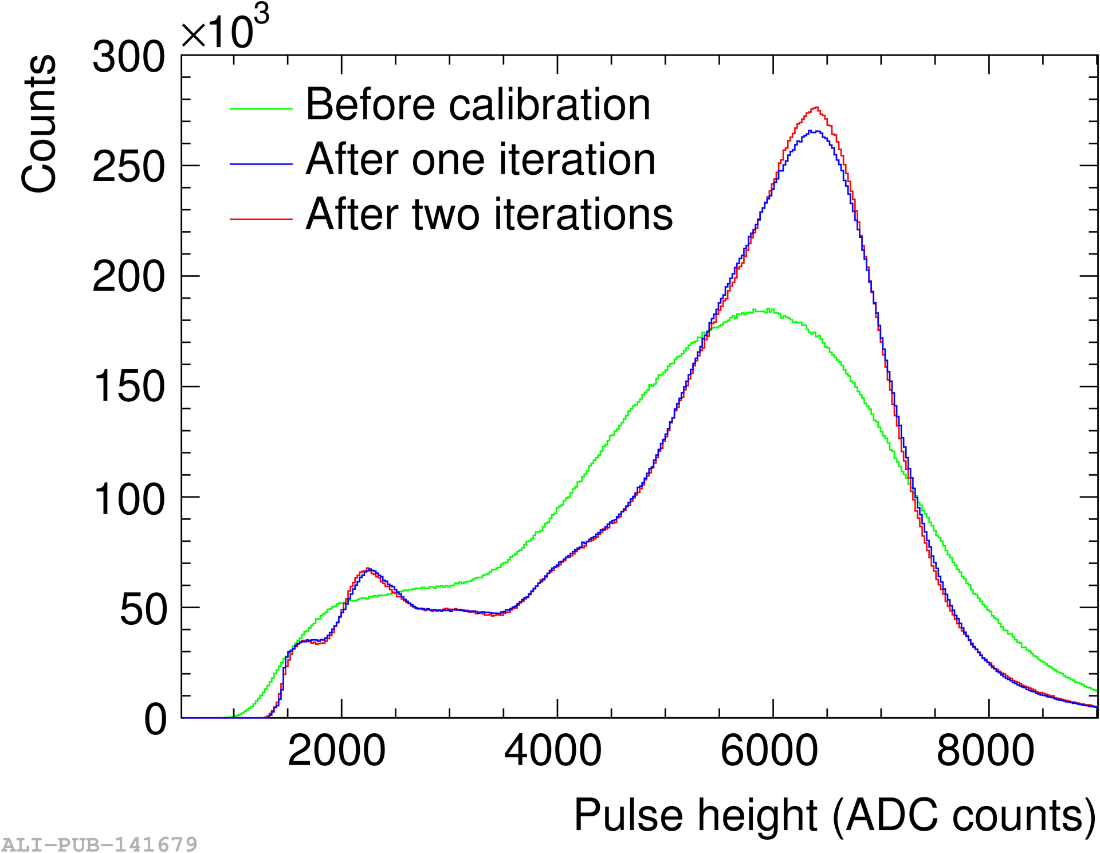 ×10³
Counts
300
250
200
150
100
50
0
Before calibration
After one iteration
After two iterations
2000 4000 6000 8000
Pulse height (ADC counts)
ALI−PUB−141679